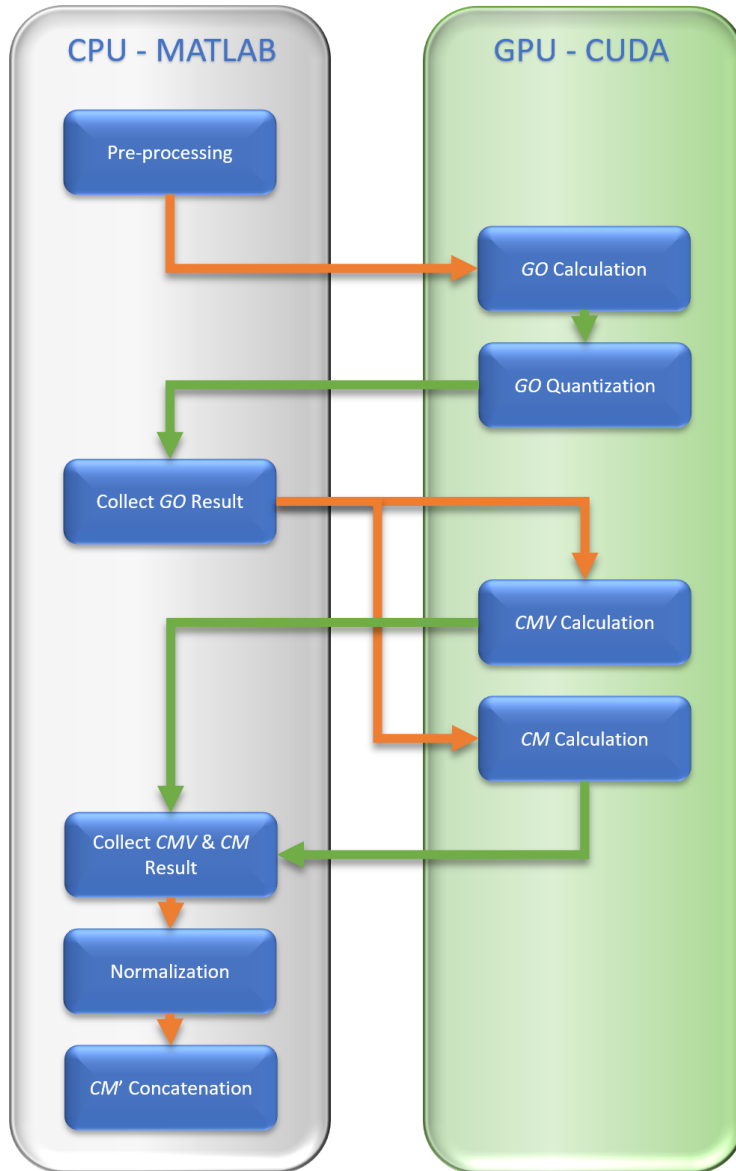 CPU - MATLAB
GPU - CUDA
Pre-processing
GO Calculation
GO Quantization
Collect GO Result
CMV Calculation
CM Calculation
Collect CMV & CM
Result
Normalization
CM’ Concatenation